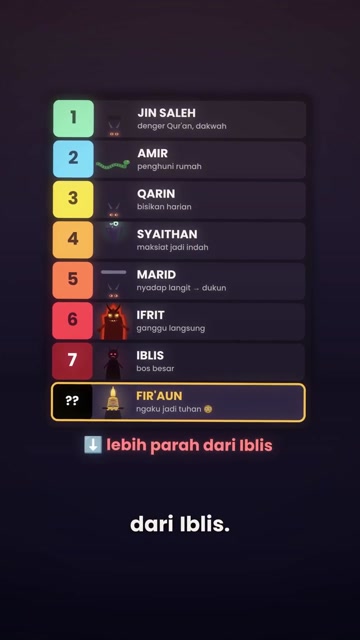 1
JIN SALEH
denger Qur'an, dakwah
2
AMIR
penghuni rumah
3
QARIN
bisikan harian
4
SYAITHAN
maksiat jadi indah
5
MARID
nyadap langit → dukun
6
IFRIT
ganggu langsung
7
IBLIS
bos besar
??
FIR'AUN
ngaku jadi tuhan
⬇️ lebih parah dari Iblis
dari Iblis.